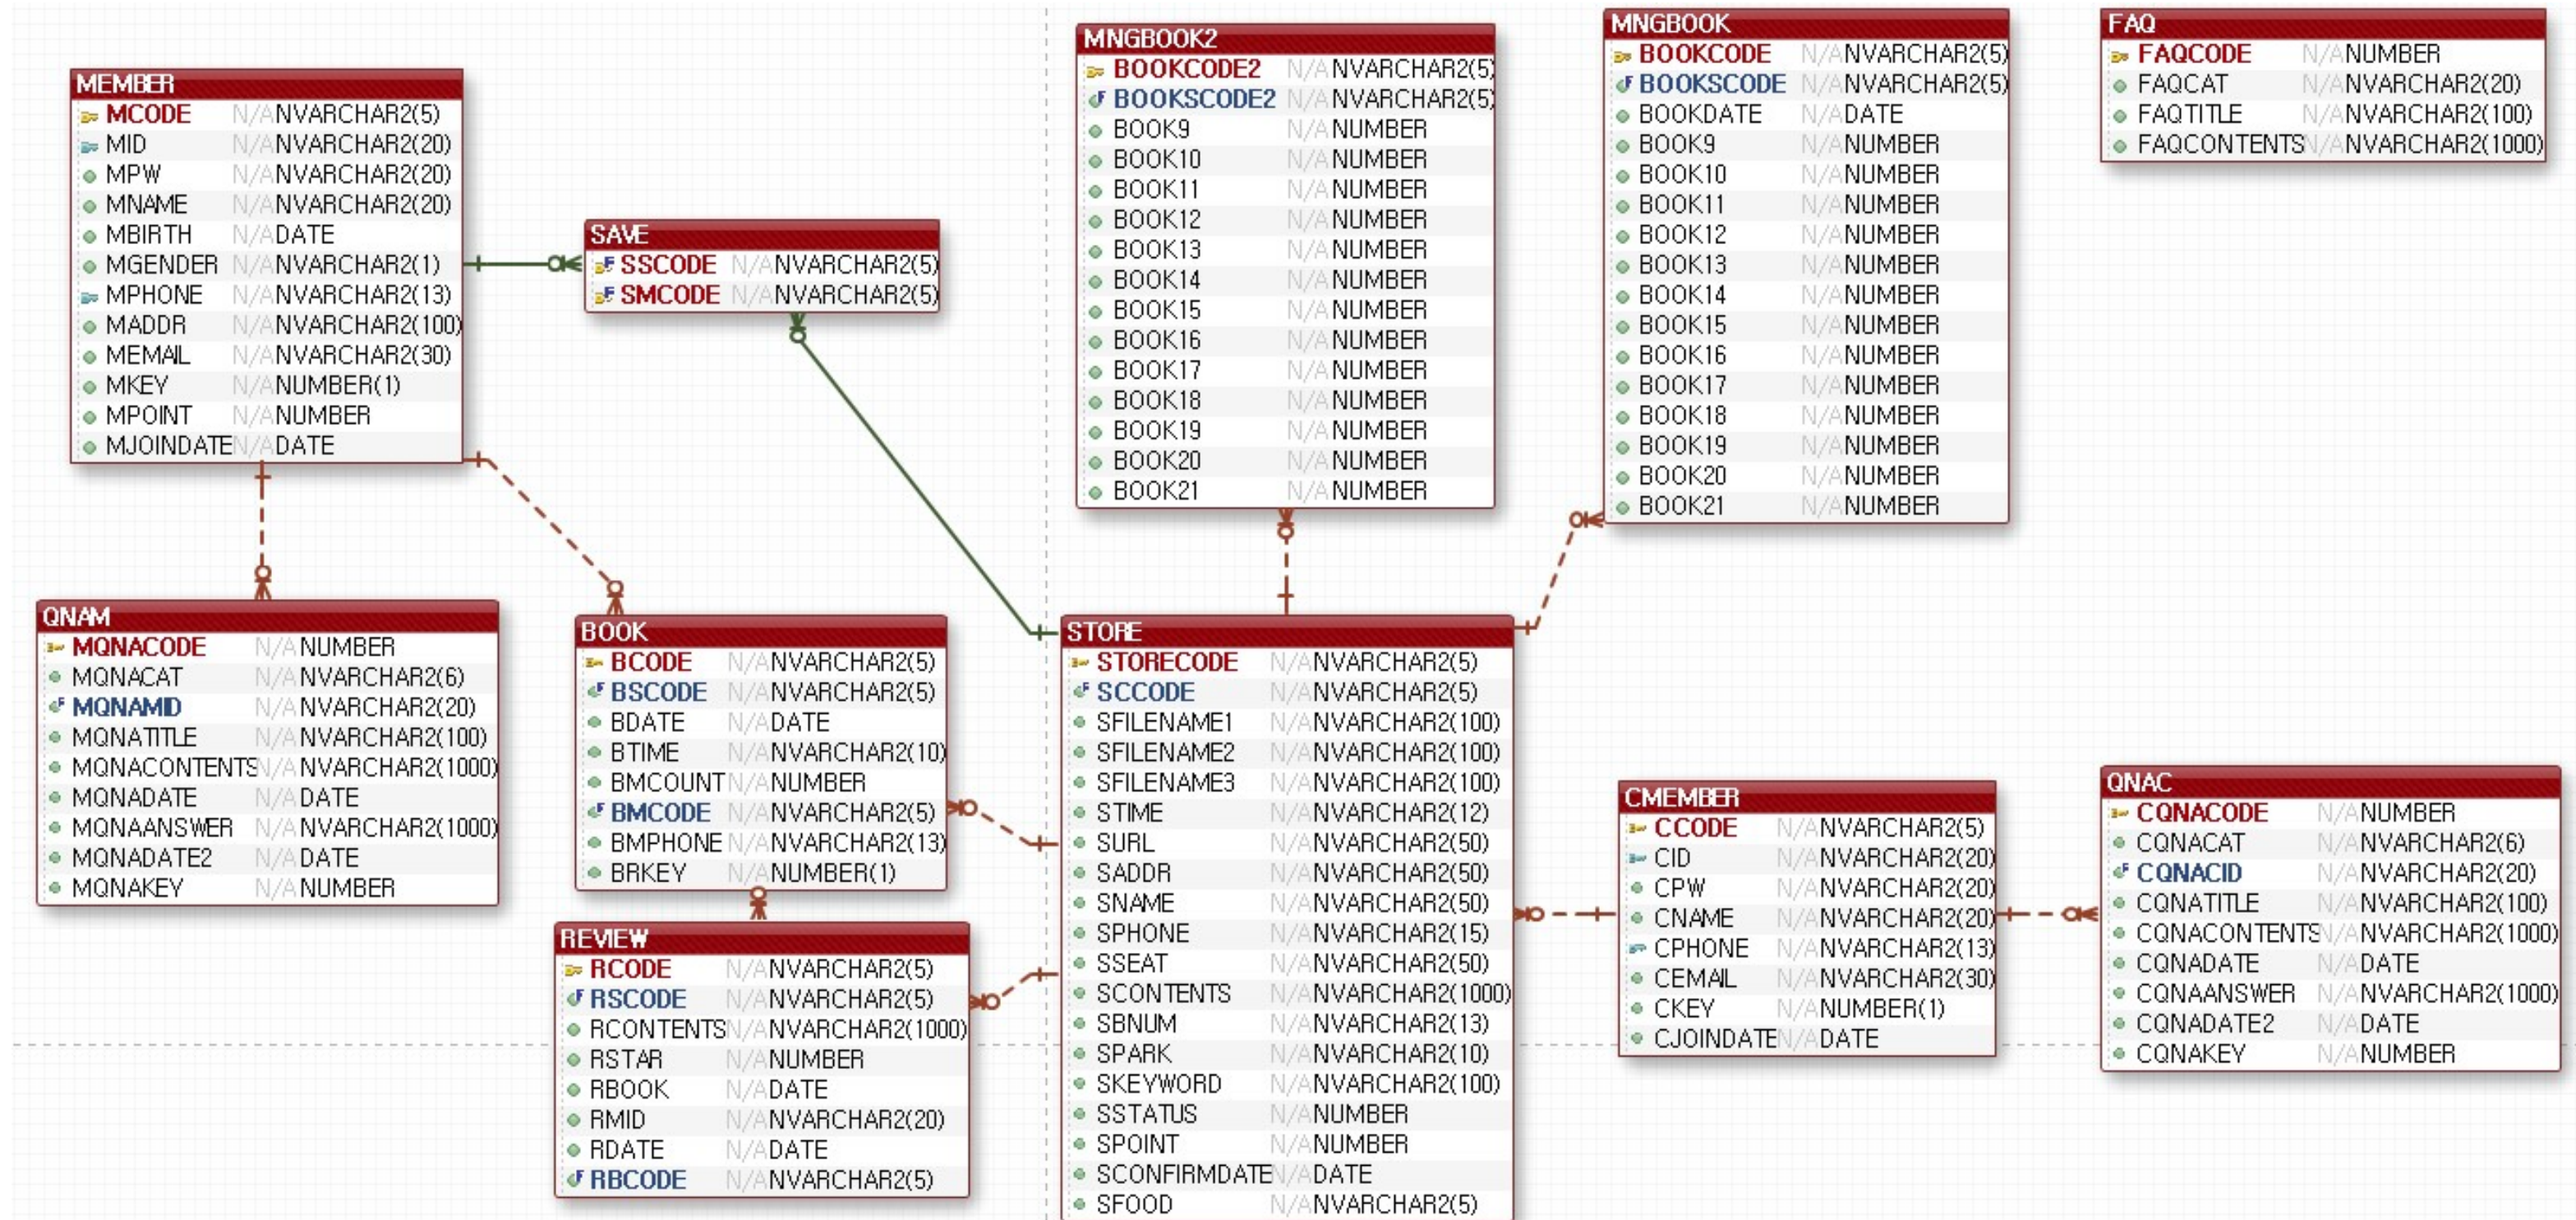 MEMBER
MCODE N/A NVARCHAR2(5)
MID N/A NVARCHAR2(20)
MPW N/A NVARCHAR2(20)
MNAME N/A NVARCHAR2(20)
MBIRTH N/A DATE
MGENDER N/A NVARCHAR2(1)
MPHONE N/A NVARCHAR2(13)
MADDR N/A NVARCHAR2(100)
MEMAIL N/A NVARCHAR2(30)
MKEY N/A NUMBER(1)
MPOINT N/A NUMBER
MJOINDATE N/A DATE
SAVE
SSCODE N/A NVARCHAR2(5)
SMCODE N/A NVARCHAR2(5)
MNGBOOK2
BOOKCODE2 N/A NVARCHAR2(5)
BOOKSCODE2 N/A NVARCHAR2(5)
BOOK9 N/A NUMBER
BOOK10 N/A NUMBER
BOOK11 N/A NUMBER
BOOK12 N/A NUMBER
BOOK13 N/A NUMBER
BOOK14 N/A NUMBER
BOOK15 N/A NUMBER
BOOK16 N/A NUMBER
BOOK17 N/A NUMBER
BOOK18 N/A NUMBER
BOOK19 N/A NUMBER
BOOK20 N/A NUMBER
BOOK21 N/A NUMBER
MNGBOOK
BOOKCODE N/A NVARCHAR2(5)
BOOKSCODE N/A NVARCHAR2(5)
BOOKDATE N/A DATE
BOOK9 N/A NUMBER
BOOK10 N/A NUMBER
BOOK11 N/A NUMBER
BOOK12 N/A NUMBER
BOOK13 N/A NUMBER
BOOK14 N/A NUMBER
BOOK15 N/A NUMBER
BOOK16 N/A NUMBER
BOOK17 N/A NUMBER
BOOK18 N/A NUMBER
BOOK19 N/A NUMBER
BOOK20 N/A NUMBER
BOOK21 N/A NUMBER
FAQ
FAQCODE N/A NUMBER
FAQCAT N/A NVARCHAR2(20)
FAQTITLE N/A NVARCHAR2(100)
FAQCONTENTS N/A NVARCHAR2(1000)
QNAM
MQNACODE N/A NUMBER
MQNACAT N/A NVARCHAR2(6)
MQNAMID N/A NVARCHAR2(20)
MQNATITLE N/A NVARCHAR2(100)
MQNACONTENTS N/A NVARCHAR2(1000)
MQNADATE N/A DATE
MQNAANSWER N/A NVARCHAR2(1000)
MQNADATE2 N/A DATE
MQNAKEY N/A NUMBER
BOOK
BCODE N/A NVARCHAR2(5)
BSCODE N/A NVARCHAR2(5)
BDATE N/A DATE
BTIME N/A NVARCHAR2(10)
BMCOUNT N/A NUMBER
BMCODE N/A NVARCHAR2(5)
BMPHONE N/A NVARCHAR2(13)
BRKEY N/A NUMBER(1)
REVIEW
RCODE N/A NVARCHAR2(5)
RSCODE N/A NVARCHAR2(5)
RCONTENTS N/A NVARCHAR2(1000)
RSTAR N/A NUMBER
RBOOK N/A DATE
RMID N/A NVARCHAR2(20)
RDATE N/A DATE
RBCODE N/A NVARCHAR2(5)
STORE
STORECODE N/A NVARCHAR2(5)
SCCODE N/A NVARCHAR2(5)
SFILENAME1 N/A NVARCHAR2(100)
SFILENAME2 N/A NVARCHAR2(100)
SFILENAME3 N/A NVARCHAR2(100)
STIME N/A NVARCHAR2(12)
SURL N/A NVARCHAR2(50)
SADDR N/A NVARCHAR2(50)
SNAME N/A NVARCHAR2(50)
SPHONE N/A NVARCHAR2(15)
SSEAT N/A NVARCHAR2(50)
SCONTENTS N/A NVARCHAR2(1000)
SBNUM N/A NVARCHAR2(13)
SPARK N/A NVARCHAR2(10)
SKEYWORD N/A NVARCHAR2(100)
SSTATUS N/A NUMBER
SPOINT N/A NUMBER
SCONFIRMDATE N/A DATE
SFOOD N/A NVARCHAR2(5)
CMEMBER
CCODE N/A NVARCHAR2(5)
CID N/A NVARCHAR2(20)
CPW N/A NVARCHAR2(20)
CNAME N/A NVARCHAR2(20)
CPHONE N/A NVARCHAR2(13)
CEMAIL N/A NVARCHAR2(30)
CKEY N/A NUMBER(1)
CJOINDATE N/A DATE
QNAC
CQNACODE N/A NUMBER
CQNACAT N/A NVARCHAR2(6)
CQNACID N/A NVARCHAR2(20)
CQNATITLE N/A NVARCHAR2(100)
CQNACONTENTS N/A NVARCHAR2(1000)
CQNADATE N/A DATE
CQNAANSWER N/A NVARCHAR2(1000)
CQNADATE2 N/A DATE
CQNAKEY N/A NUMBER